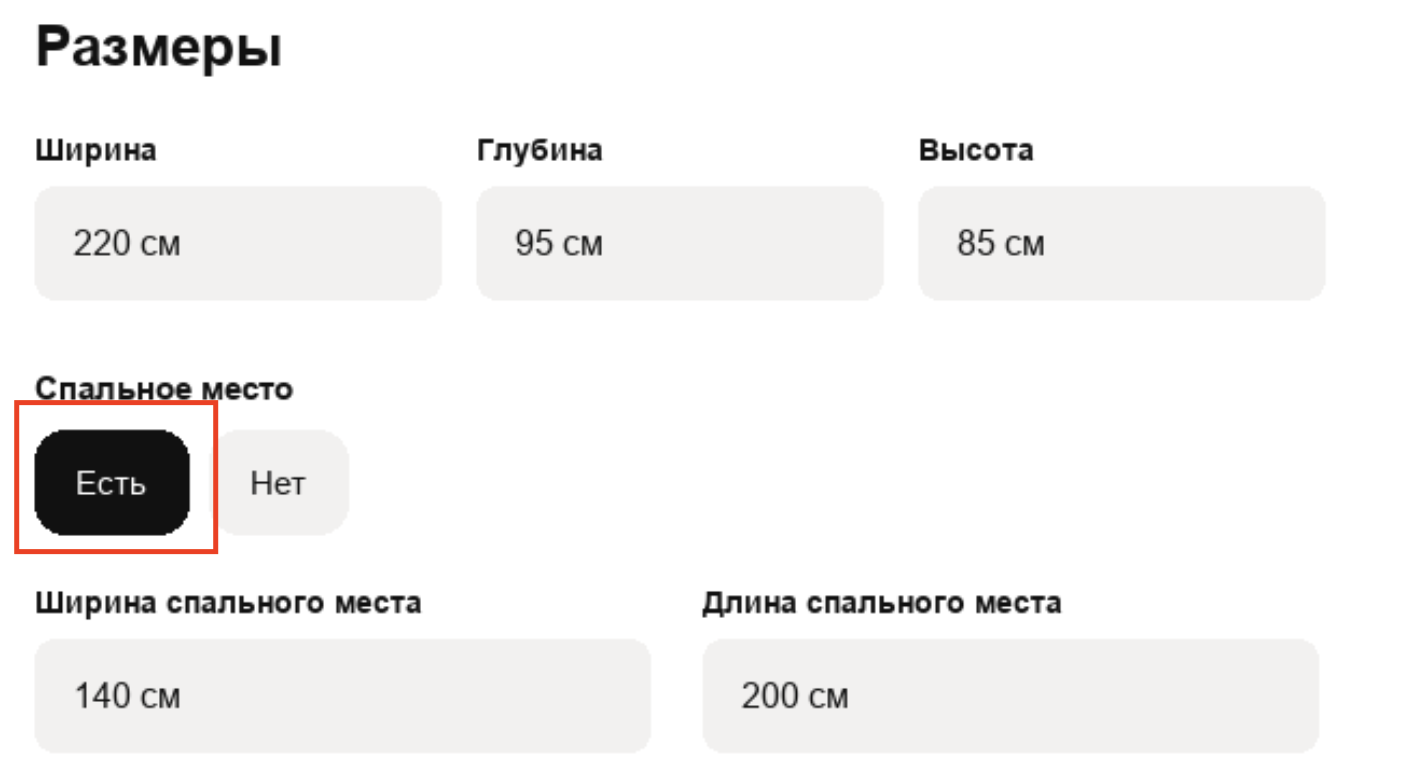 Размеры
Ширина Глубина Высота
220 см 95 см 85 см
Спальное место
Есть Нет
Ширина спального места Длина спального места
140 см 200 см